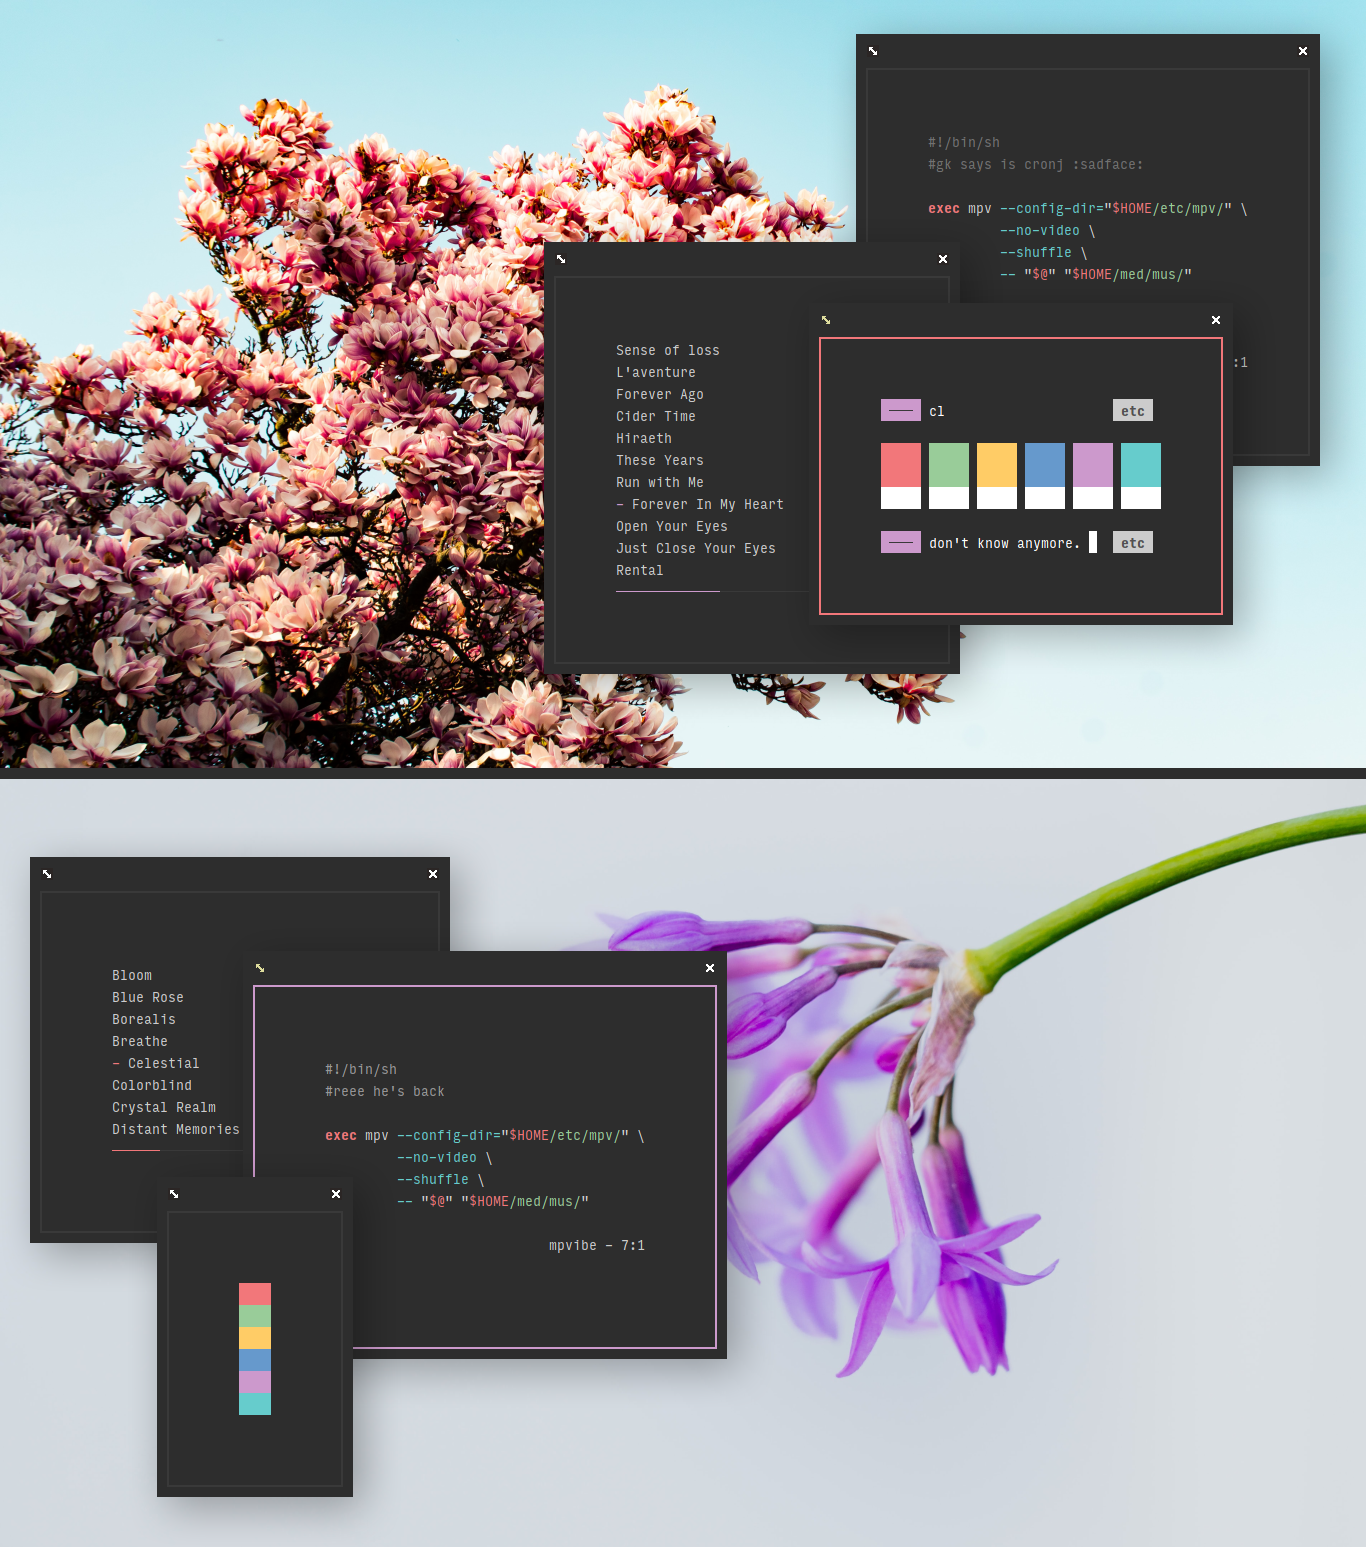 #!/bin/sh
#gk says is cronj :sadface:
exec mpv --config-dir="$HOME/etc/mpv/" \
--no-video \
--shuffle \
-- "$@" "$HOME/med/mus/"
:1
Sense of loss
L'aventure
Forever Ago
Cider Time
Hiraeth
These Years
Run with Me
– Forever In My Heart
Open Your Eyes
Just Close Your Eyes
Rental
cl
etc
don't know anymore.
etc
Bloom
Blue Rose
Borealis
Breathe
– Celestial
Colorblind
Crystal Realm
Distant Memories
#!/bin/sh
#reee he's back
exec mpv --config-dir="$HOME/etc/mpv/" \
--no-video \
--shuffle \
-- "$@" "$HOME/med/mus/"
mpvibe – 7:1